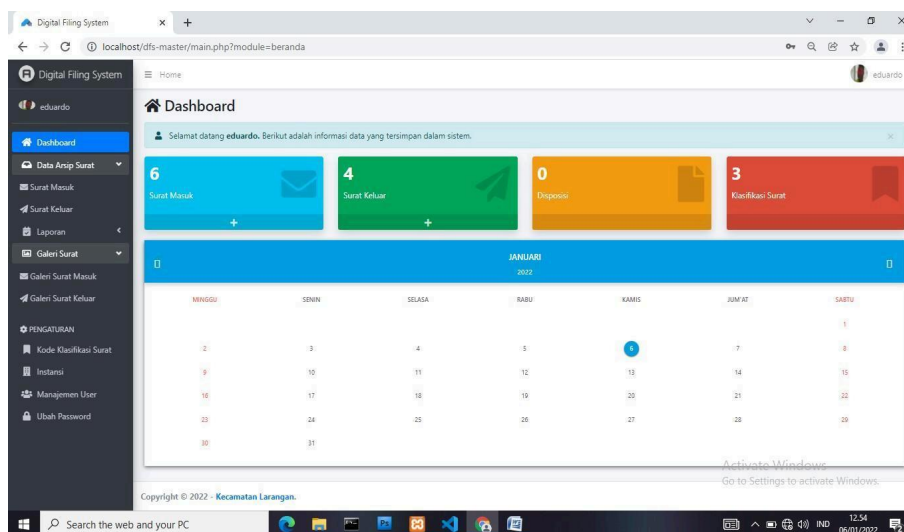 Digital Filing System
localhost/dfs-master/main.php?module=beranda
Digital Filing System
Home
eduardo
eduardo
Dashboard
Selamat datang eduardo. Berikut adalah informasi data yang tersimpan dalam sistem.
Dashboard
Data Arsip Surat
Surat Masuk
Surat Keluar
Laporan
Galeri Surat
Galeri Surat Masuk
Galeri Surat Keluar
PENGATURAN
Kode Klasifikasi Surat
Instansi
Manajemen User
Ubah Password
6
Surat Masuk
4
Surat Keluar
0
Disposisi
3
Klasifikasi Surat
JANUARI
2022
MINGGU SENIN SELASA RABU KAMIS JUM'AT SABTU
1
2 3 4 5 6 7 8
9 10 11 12 13 14 15
16 17 18 19 20 21 22
23 24 25 26 27 28 29
30 31
Activate Windows
Go to Settings to activate Windows.
Copyright © 2022 - Kecamatan Larangan.
Search the web and your PC
Ps
IND
12.54
06/01/2022